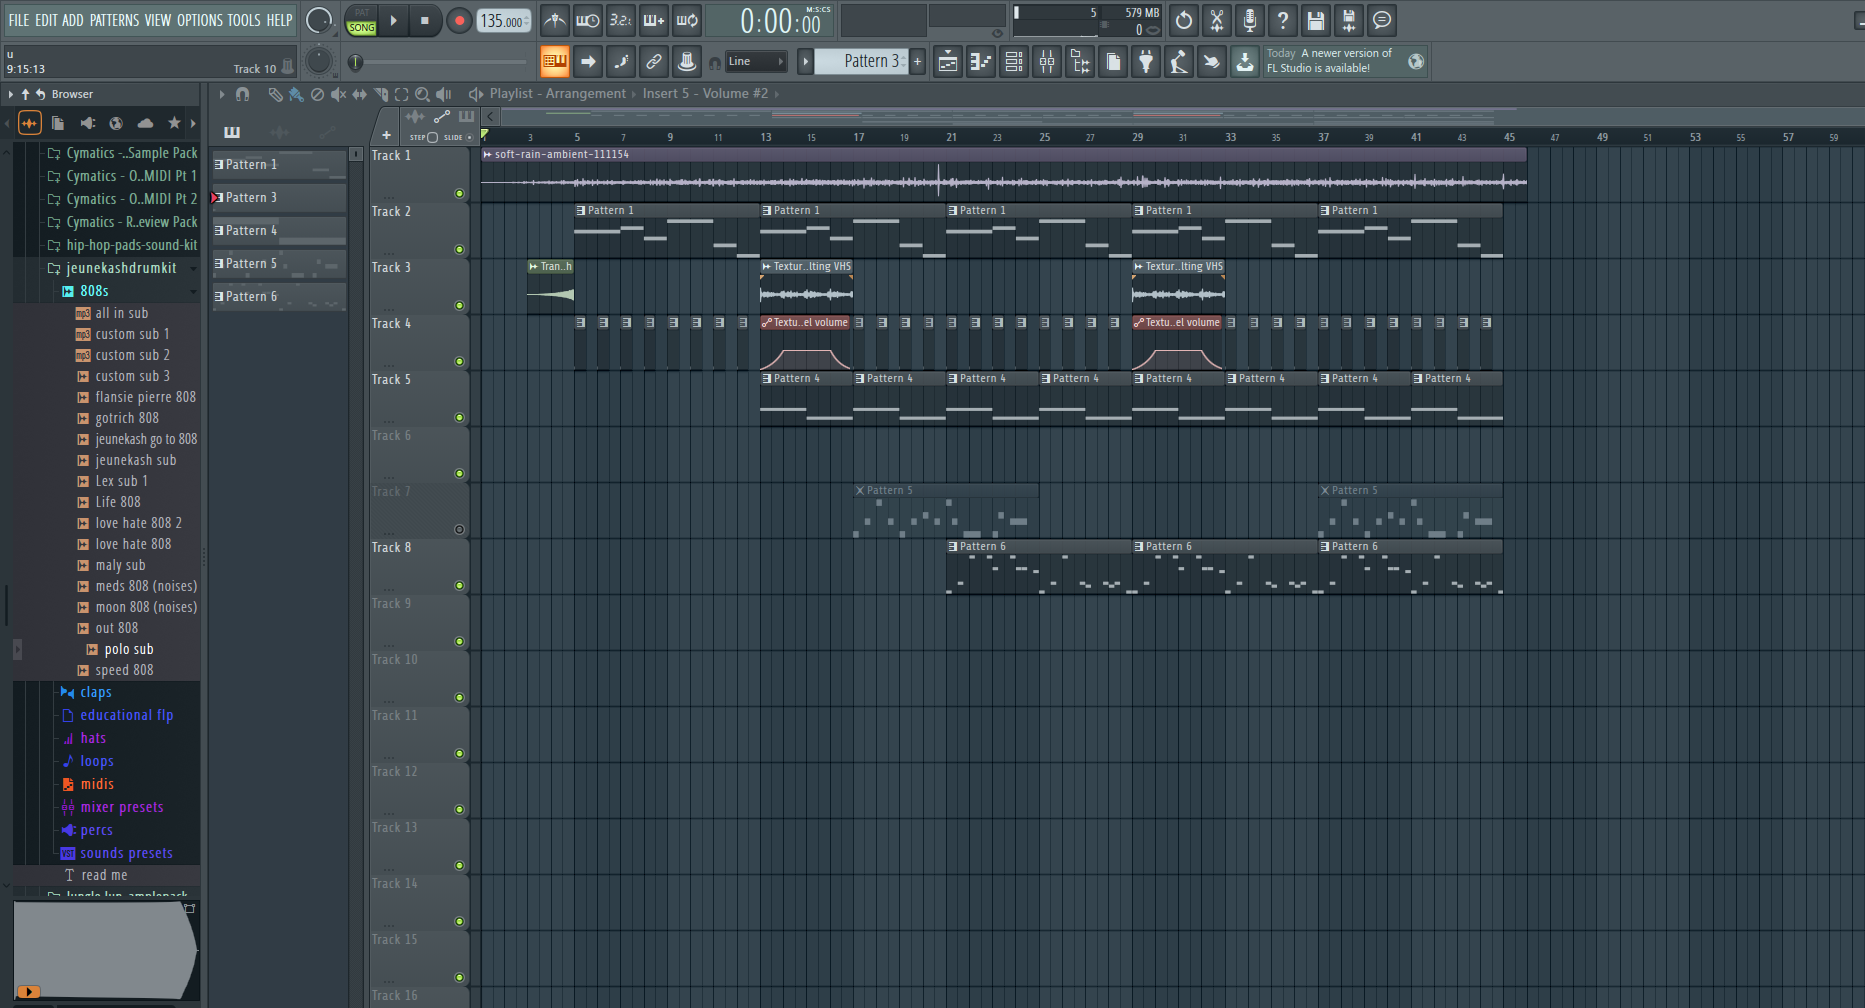 FILE EDIT ADD PATTERNS VIEW OPTIONS TOOLS HELP
PAT
SONG
135.000
3.2
0:00:00
M:S:CS
5
579 MB
0
u
9:15:13
Track 10
Line
Pattern 3
+
Today A newer version of
FL Studio is available!
Browser
Playlist - Arrangement › Insert 5 - Volume #2 ›
STEP SLIDE
1 3 5 7 9 11 13 15 17 19 21 23 25 27 29 31 33 35 37 39 41 43 45 47 49 51 53 55 57 59
Cymatics -..Sample Pack
Cymatics - O..MIDI Pt 1
Cymatics - O..MIDI Pt 2
Cymatics - R..eview Pack
hip-hop-pads-sound-kit
jeunekashdrumkit
808s
mp3 all in sub
mp3 custom sub 1
mp3 custom sub 2
custom sub 3
flansie pierre 808
gotrich 808
jeunekash go to 808
jeunekash sub
Lex sub 1
Life 808
love hate 808 2
love hate 808
maly sub
meds 808 (noises)
moon 808 (noises)
out 808
polo sub
speed 808
claps
educational flp
hats
loops
midis
mixer presets
percs
VST sounds presets
read me
Pattern 1
Pattern 3
Pattern 4
Pattern 5
Pattern 6
Track 1
soft-rain-ambient-111154
Track 2
Pattern 1 Pattern 1 Pattern 1 Pattern 1 Pattern 1
Track 3
Tran..h Textur..lting VHS Textur..lting VHS
Track 4
Textu..el volume Textu..el volume
Track 5
Pattern 4 Pattern 4 Pattern 4 Pattern 4 Pattern 4 Pattern 4 Pattern 4 Pattern 4
Track 6
Track 7
Pattern 5 Pattern 5
Track 8
Pattern 6 Pattern 6 Pattern 6
Track 9
Track 10
Track 11
Track 12
Track 13
Track 14
Track 15
Track 16